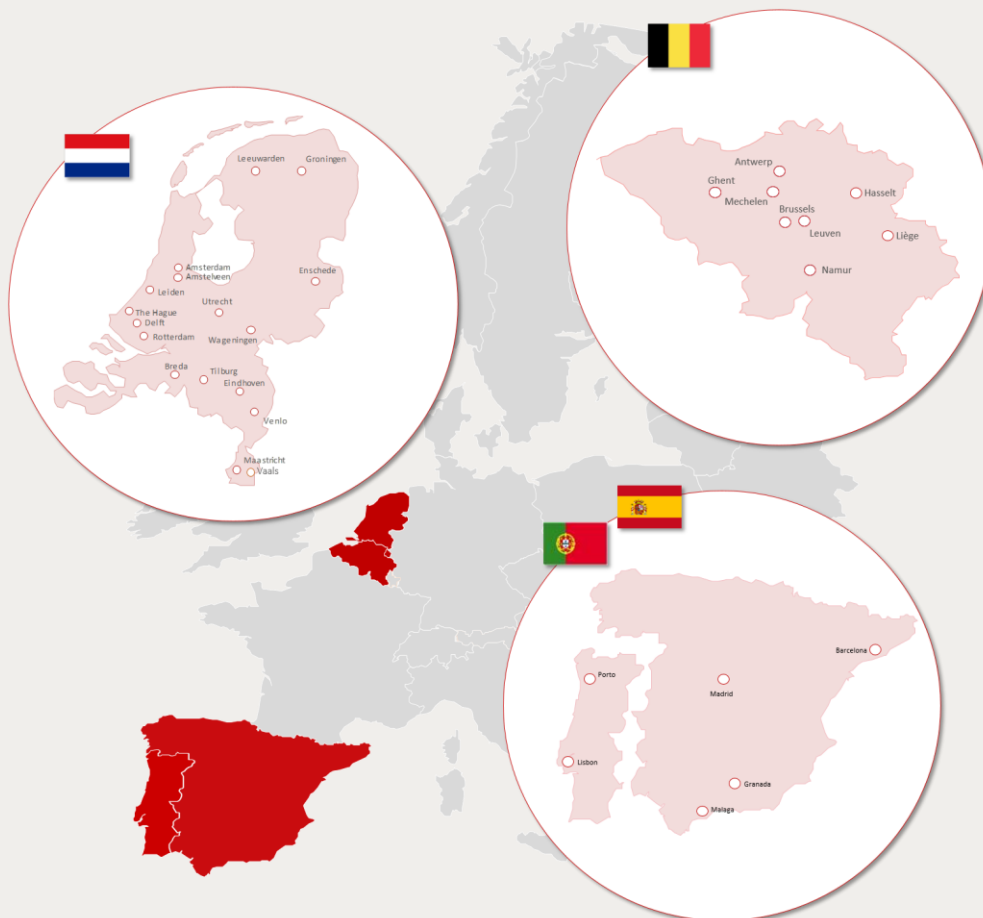 Leeuwarden
Groningen
Amsterdam
Amstelveen
Enschede
Leiden
Utrecht
The Hague
Delft
Rotterdam
Wageningen
Breda
Tilburg
Eindhoven
Venlo
Maastricht
Vaals
Antwerp
Ghent
Mechelen
Hasselt
Brussels
Leuven
Liège
Namur
Barcelona
Porto
Madrid
Lisbon
Granada
Malaga